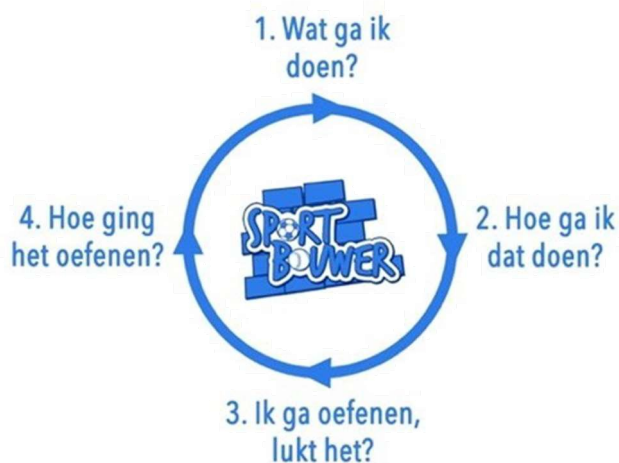 1. Wat ga ik
doen?
2. Hoe ga ik
dat doen?
3. Ik ga oefenen,
lukt het?
4. Hoe ging
het oefenen?
SPORT
BOUWER